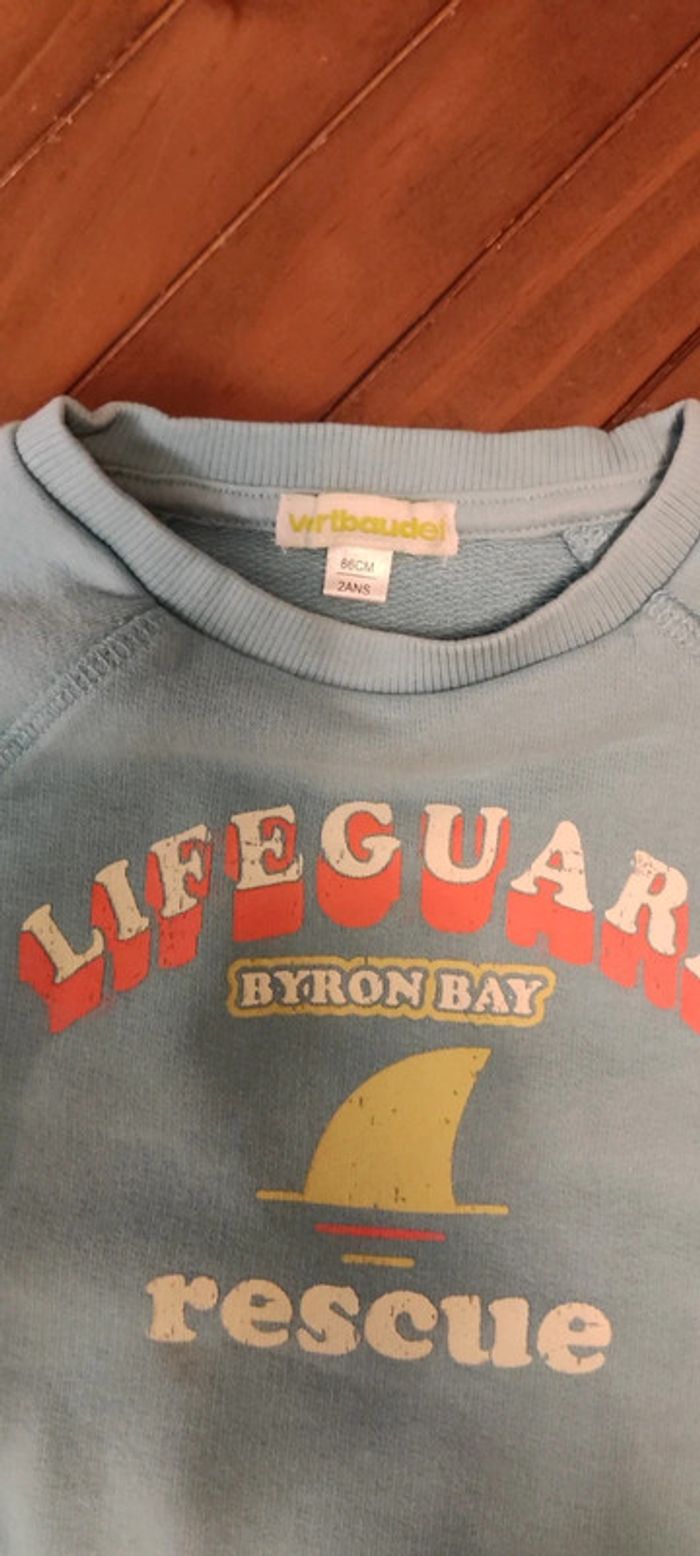 vertbaudet
86CM
2ANS
LIFEGUAR
BYRON BAY
rescue